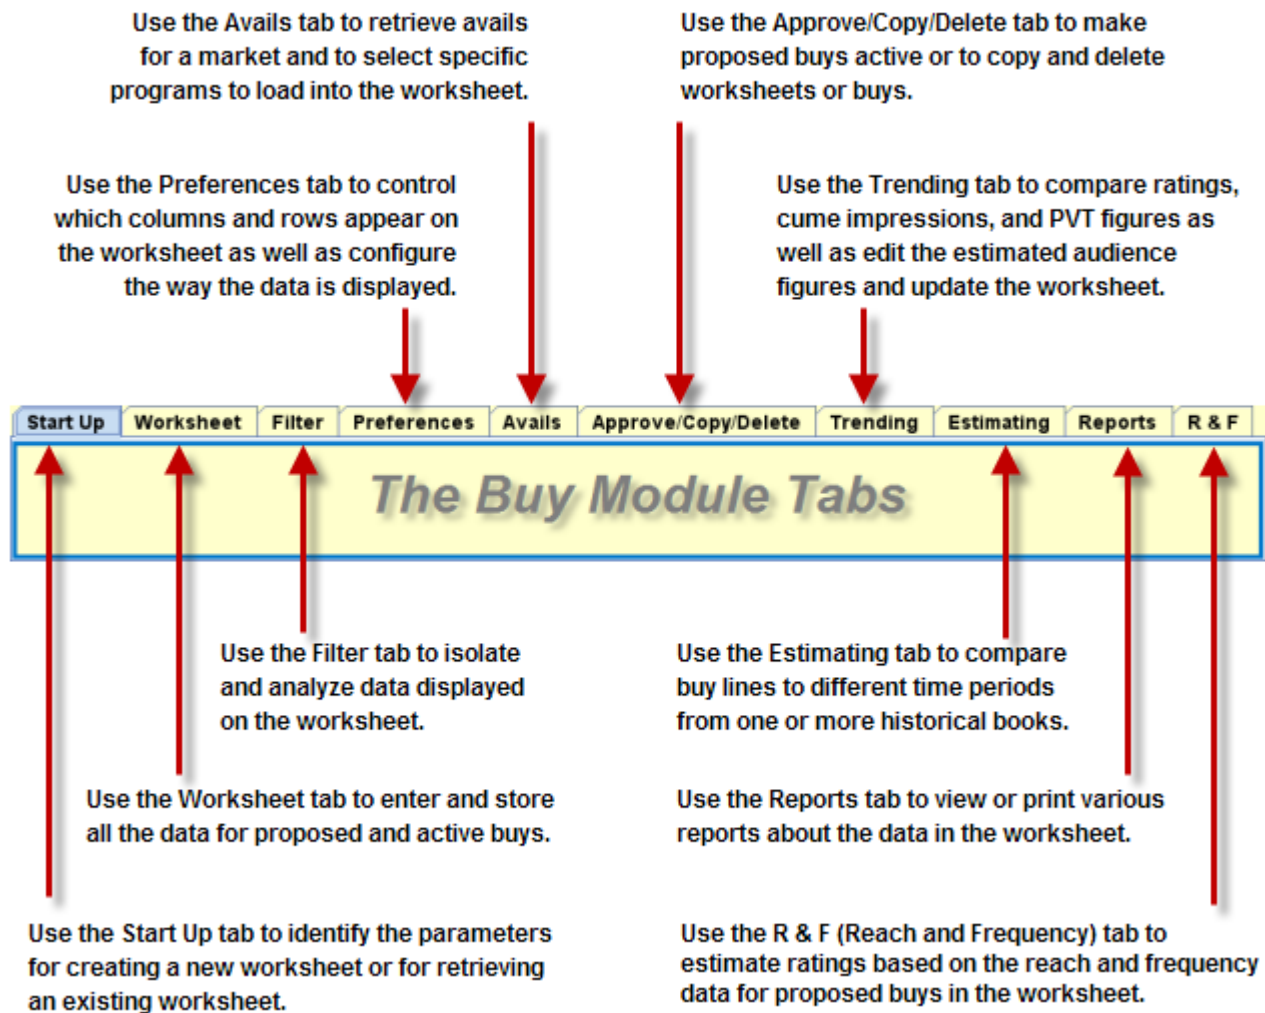 Use the Avails tab to retrieve avails
for a market and to select specific
programs to load into the worksheet.
Use the Approve/Copy/Delete tab to make
proposed buys active or to copy and delete
worksheets or buys.
Use the Preferences tab to control
which columns and rows appear on
the worksheet as well as configure
the way the data is displayed.
Use the Trending tab to compare ratings,
cume impressions, and PVT figures as
well as edit the estimated audience
figures and update the worksheet.
Start Up Worksheet Filter Preferences Avails Approve/Copy/Delete Trending Estimating Reports R & F
The Buy Module Tabs
Use the Filter tab to isolate
and analyze data displayed
on the worksheet.
Use the Estimating tab to compare
buy lines to different time periods
from one or more historical books.
Use the Worksheet tab to enter and store
all the data for proposed and active buys.
Use the Reports tab to view or print various
reports about the data in the worksheet.
Use the Start Up tab to identify the parameters
for creating a new worksheet or for retrieving
an existing worksheet.
Use the R & F (Reach and Frequency) tab to
estimate ratings based on the reach and frequency
data for proposed buys in the worksheet.